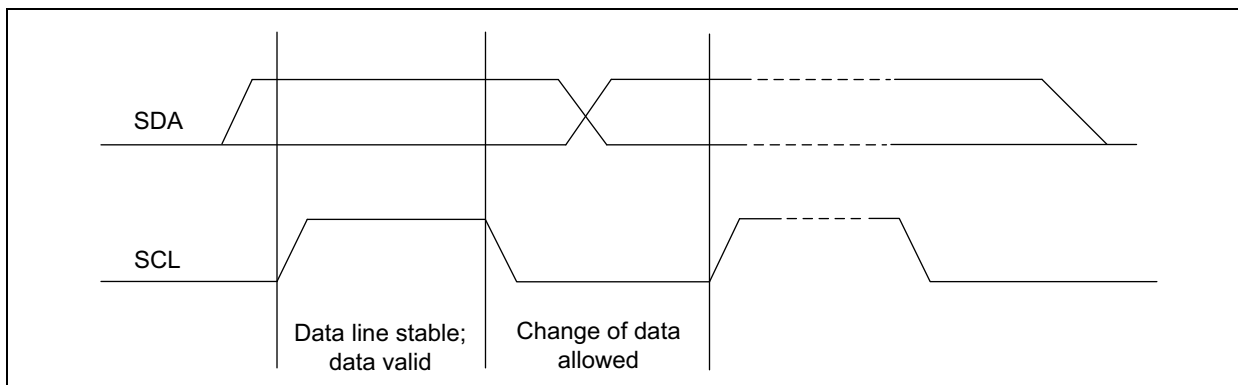 SDA
SCL
Data line stable;
data valid
Change of data
allowed